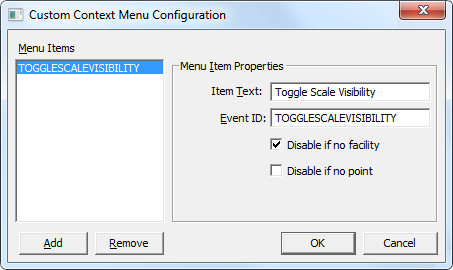 Custom Context Menu Configuration
Menu Items
TOGGLESCALEVISIBILITY
Menu Item Properties
Item Text: Toggle Scale Visibility
Event ID: TOGGLESCALEVISIBILITY
Disable if no facility
Disable if no point
Add Remove OK Cancel